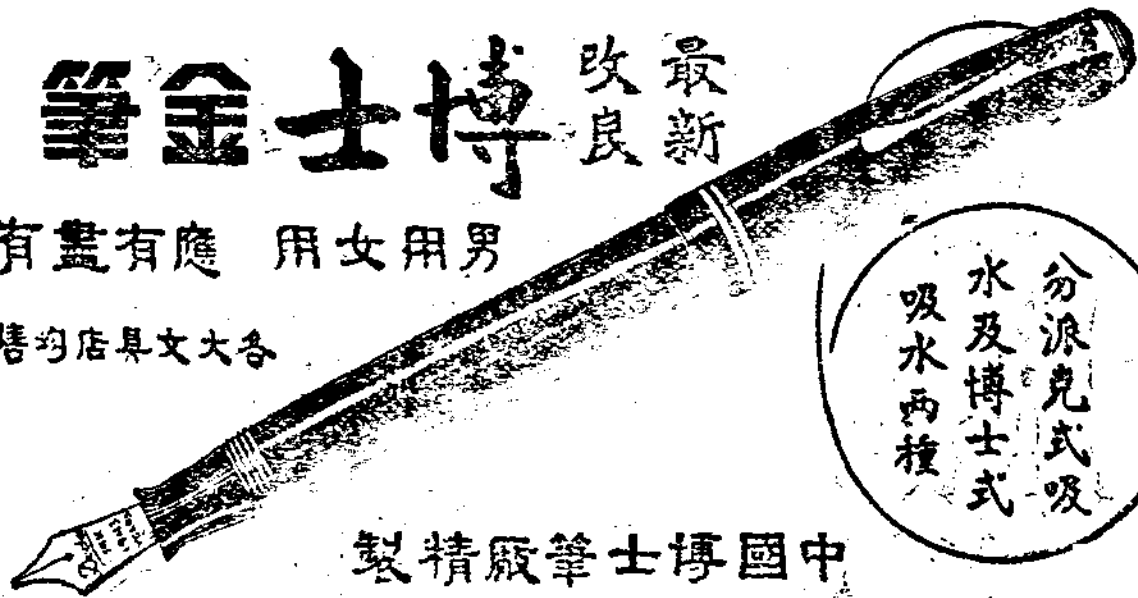 最新
改良
博士金筆
男用女用 應有盡有
各大文具店均售
分派克式吸
水及博士式
吸水两種
中國博士筆廠精製